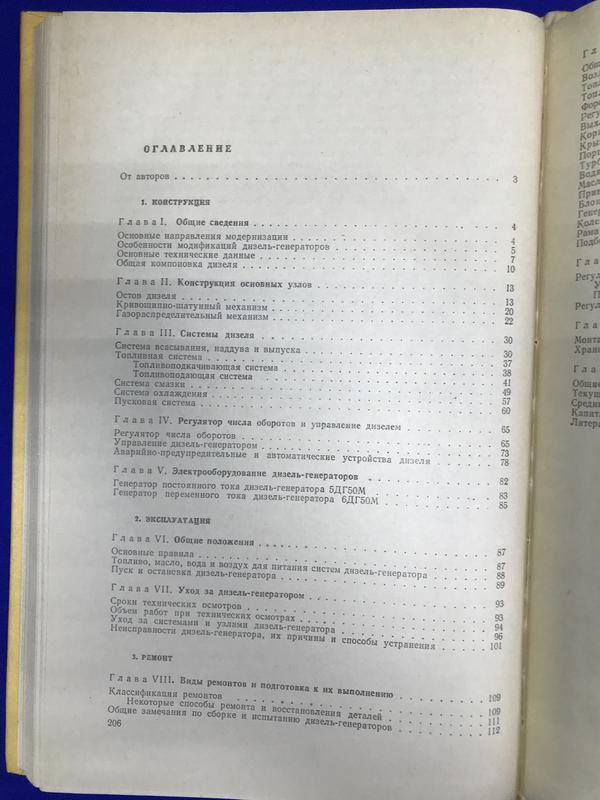 ОГЛАВЛЕНИЕ
От авторов . . . 3
1. КОНСТРУКЦИЯ
Глава I. Общие сведения . . . 4
Основные направления модернизации . . . 4
Особенности модификаций дизель-генераторов . . . 5
Основные технические данные . . . 7
Общая компоновка дизеля . . . 10
Глава II. Конструкция основных узлов . . . 13
Остов дизеля . . . 13
Кривошипно-шатунный механизм . . . 20
Газораспределительный механизм . . . 22
Глава III. Системы дизеля . . . 30
Система всасывания, наддува и выпуска . . . 30
Топливная система . . . 37
Топливоподкачивающая система . . . 38
Топливоподающая система . . . 41
Система смазки . . . 49
Система охлаждения . . . 57
Пусковая система . . . 60
Глава IV. Регулятор числа оборотов и управление дизелем . . . 65
Регулятор числа оборотов . . . 65
Управление дизель-генератором . . . 73
Аварийно-предупредительные и автоматические устройства дизеля . . . 78
Глава V. Электрооборудование дизель-генераторов . . . 82
Генератор постоянного тока дизель-генератора 5ДГ50М . . . 83
Генератор переменного тока дизель-генератора 6ДГ50М . . . 85
2. ЭКСПЛУАТАЦИЯ
Глава VI. Общие положения . . . 87
Основные правила . . . 87
Топливо, масло, вода и воздух для питания систем дизель-генератора . . . 88
Пуск и остановка дизель-генератора . . . 89
Глава VII. Уход за дизель-генератором . . . 93
Сроки технических осмотров . . . 93
Объем работ при технических осмотрах . . . 94
Уход за системами и узлами дизель-генератора . . . 96
Неисправности дизель-генератора, их причины и способы устранения . . . 101
3. РЕМОНТ
Глава VIII. Виды ремонтов и подготовка к их выполнению . . . 109
Классификация ремонтов . . . 109
Некоторые способы ремонта и восстановления деталей . . . 111
Общие замечания по сборке и испытанию дизель-генераторов . . . 112
206